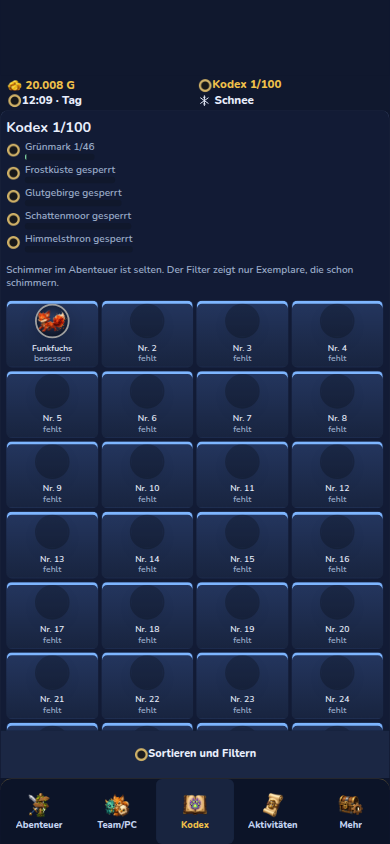 20.008 G
Kodex 1/100
12:09 · Tag
Schnee
Kodex 1/100
Grünmark 1/46
Frostküste gesperrt
Glutgebirge gesperrt
Schattenmoor gesperrt
Himmelsthron gesperrt
Schimmer im Abenteuer ist selten. Der Filter zeigt nur Exemplare, die schon
schimmern.
Funkfuchs
besessen
Nr. 2
fehlt
Nr. 3
fehlt
Nr. 4
fehlt
Nr. 5
fehlt
Nr. 6
fehlt
Nr. 7
fehlt
Nr. 8
fehlt
Nr. 9
fehlt
Nr. 10
fehlt
Nr. 11
fehlt
Nr. 12
fehlt
Nr. 13
fehlt
Nr. 14
fehlt
Nr. 15
fehlt
Nr. 16
fehlt
Nr. 17
fehlt
Nr. 18
fehlt
Nr. 19
fehlt
Nr. 20
fehlt
Nr. 21
fehlt
Nr. 22
fehlt
Nr. 23
fehlt
Nr. 24
fehlt
Sortieren und Filtern
Abenteuer
Team/PC
Kodex
Aktivitäten
Mehr